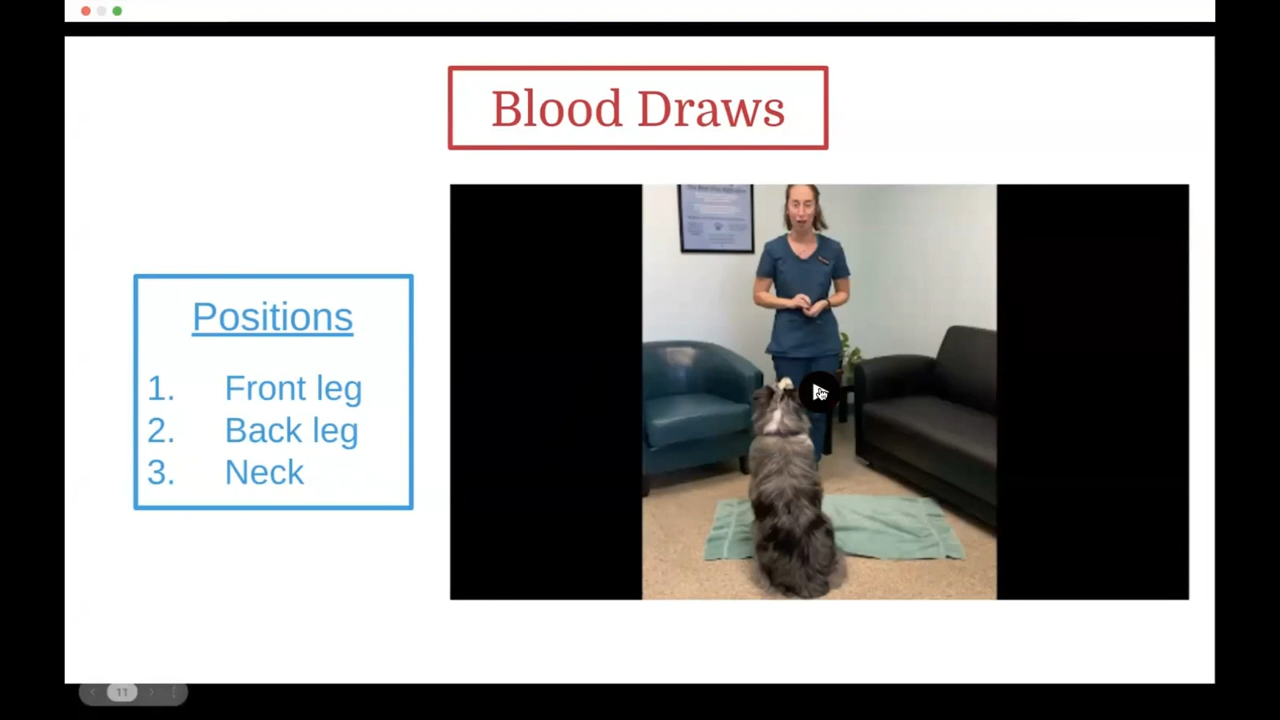 Blood Draws
Positions
1. Front leg
2. Back leg
3. Neck
11